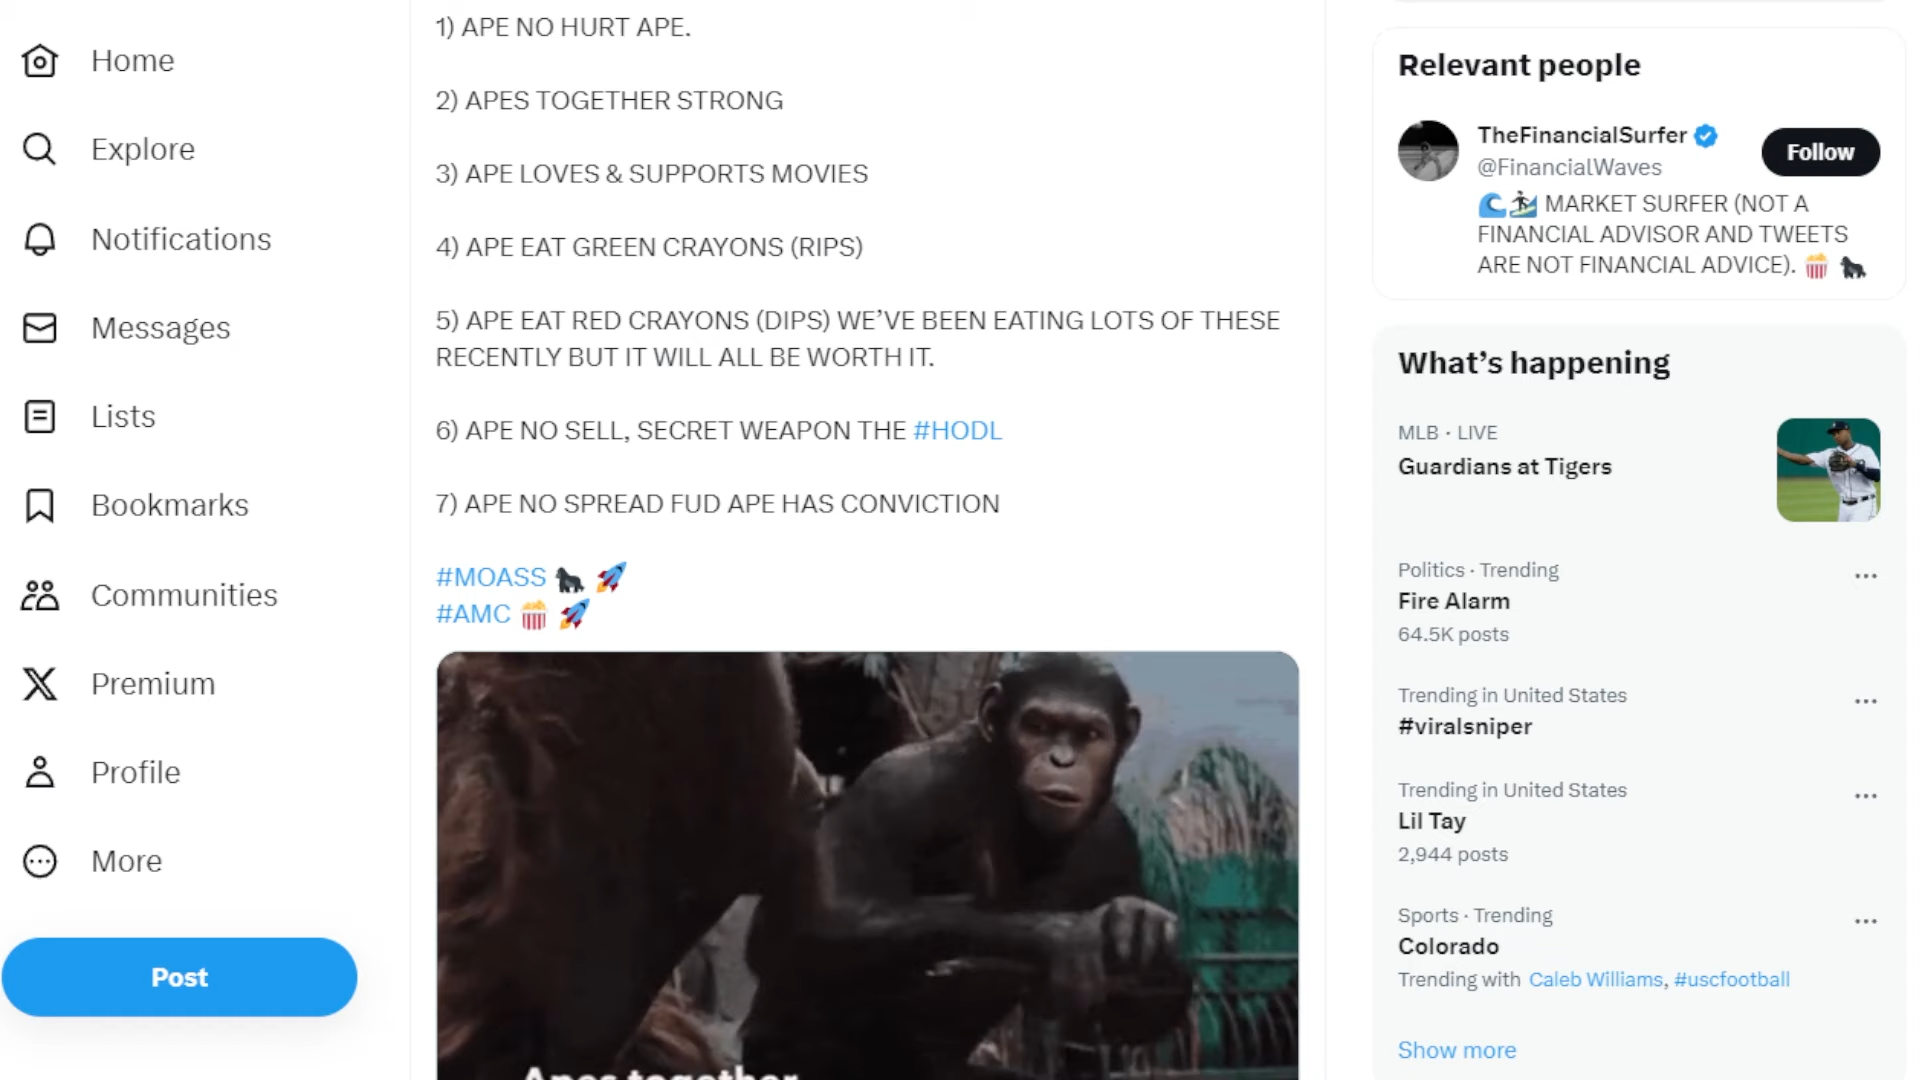 Home
Explore
Notifications
Messages
Lists
Bookmarks
Communities
Premium
Profile
More
Post
1) APE NO HURT APE.
2) APES TOGETHER STRONG
3) APE LOVES & SUPPORTS MOVIES
4) APE EAT GREEN CRAYONS (RIPS)
5) APE EAT RED CRAYONS (DIPS) WE’VE BEEN EATING LOTS OF THESE
RECENTLY BUT IT WILL ALL BE WORTH IT.
6) APE NO SELL, SECRET WEAPON THE #HODL
7) APE NO SPREAD FUD APE HAS CONVICTION
#MOASS 🦍 🚀
#AMC 🍿 🚀
Apes together
Relevant people
TheFinancialSurfer
@FinancialWaves
Follow
🌊🏄 MARKET SURFER (NOT A
FINANCIAL ADVISOR AND TWEETS
ARE NOT FINANCIAL ADVICE). 🍿 🦍
What’s happening
MLB · LIVE
Guardians at Tigers
Politics · Trending
Fire Alarm
64.5K posts
Trending in United States
#viralsniper
Trending in United States
Lil Tay
2,944 posts
Sports · Trending
Colorado
Trending with Caleb Williams, #uscfootball
Show more